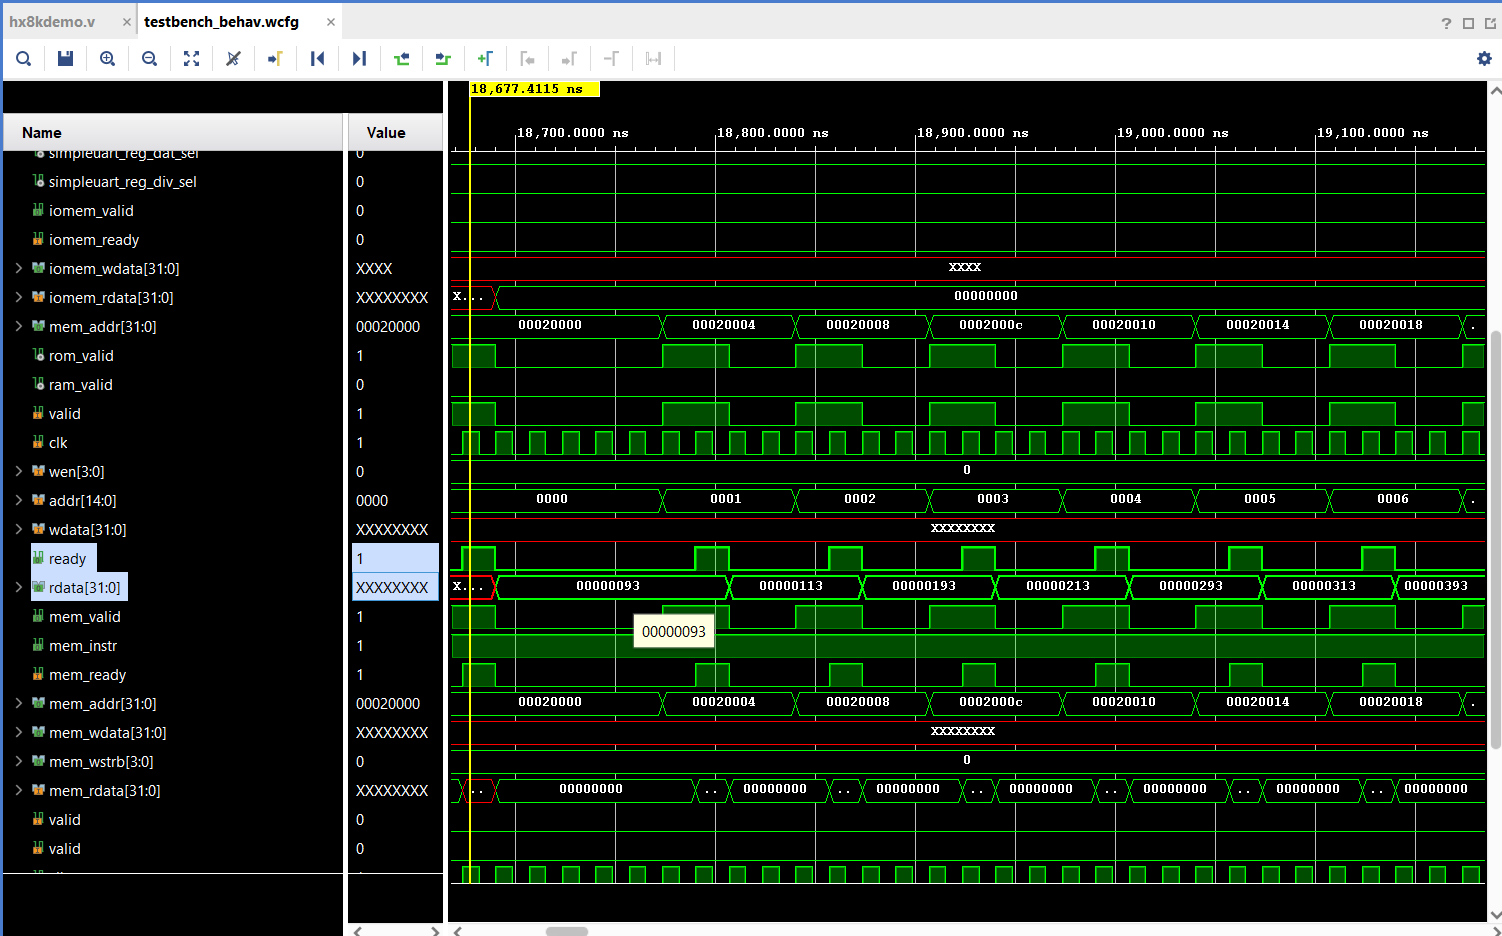 hx8kdemo.v × testbench_behav.wcfg ×
?
18,677.4115 ns
Name Value
18,700.0000 ns 18,800.0000 ns 18,900.0000 ns 19,000.0000 ns 19,100.0000 ns
simpleuart_reg_dat_sel 0
simpleuart_reg_div_sel 0
iomem_valid 0
iomem_ready 0
iomem_wdata[31:0] XXXX XXXX
iomem_rdata[31:0] XXXXXXXX X... 00000000
mem_addr[31:0] 00020000 00020000 00020004 00020008 0002000c 00020010 00020014 00020018 .
rom_valid 1
ram_valid 0
valid 1
clk 1
wen[3:0] 0 0
addr[14:0] 0000 0000 0001 0002 0003 0004 0005 0006 .
wdata[31:0] XXXXXXXX XXXXXXXX
ready 1
rdata[31:0] XXXXXXXX X... 00000093 00000113 00000193 00000213 00000293 00000313 00000393
mem_valid 1
00000093
mem_instr 1
mem_ready 1
mem_addr[31:0] 00020000 00020000 00020004 00020008 0002000c 00020010 00020014 00020018 .
mem_wdata[31:0] XXXXXXXX XXXXXXXX
mem_wstrb[3:0] 0 0
mem_rdata[31:0] XXXXXXXX .. 00000000 .. 00000000 .. 00000000 .. 00000000 .. 00000000 .. 00000000 .. 00000000
valid 0
valid 0